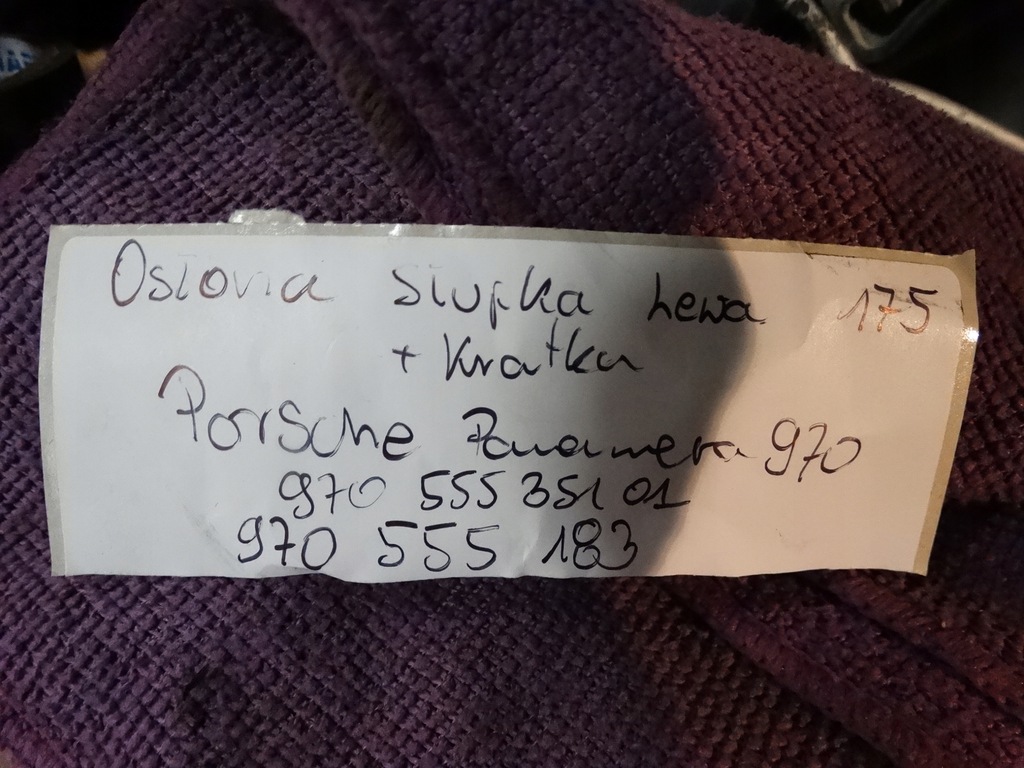 Osłona słupka Lewa 175
+ Kratka
Porsche Panamera 970
970 555 351 01
970 555 183